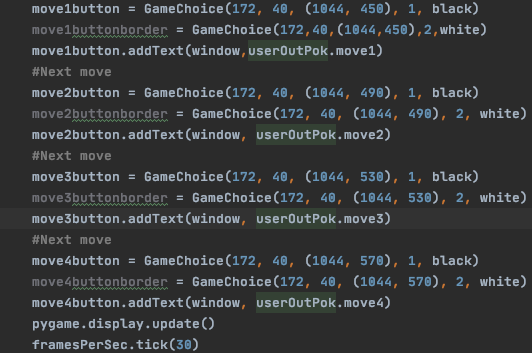 move1button = GameChoice(172, 40, (1044, 450), 1, black)
move1buttonborder = GameChoice(172,40,(1044,450),2,white)
move1button.addText(window,userOutPok.move1)
#Next move
move2button = GameChoice(172, 40, (1044, 490), 1, black)
move2buttonborder = GameChoice(172, 40, (1044, 490), 2, white)
move2button.addText(window, userOutPok.move2)
#Next move
move3button = GameChoice(172, 40, (1044, 530), 1, black)
move3buttonborder = GameChoice(172, 40, (1044, 530), 2, white)
move3button.addText(window, userOutPok.move3)
#Next move
move4button = GameChoice(172, 40, (1044, 570), 1, black)
move4buttonborder = GameChoice(172, 40, (1044, 570), 2, white)
move4button.addText(window, userOutPok.move4)
pygame.display.update()
framesPerSec.tick(30)